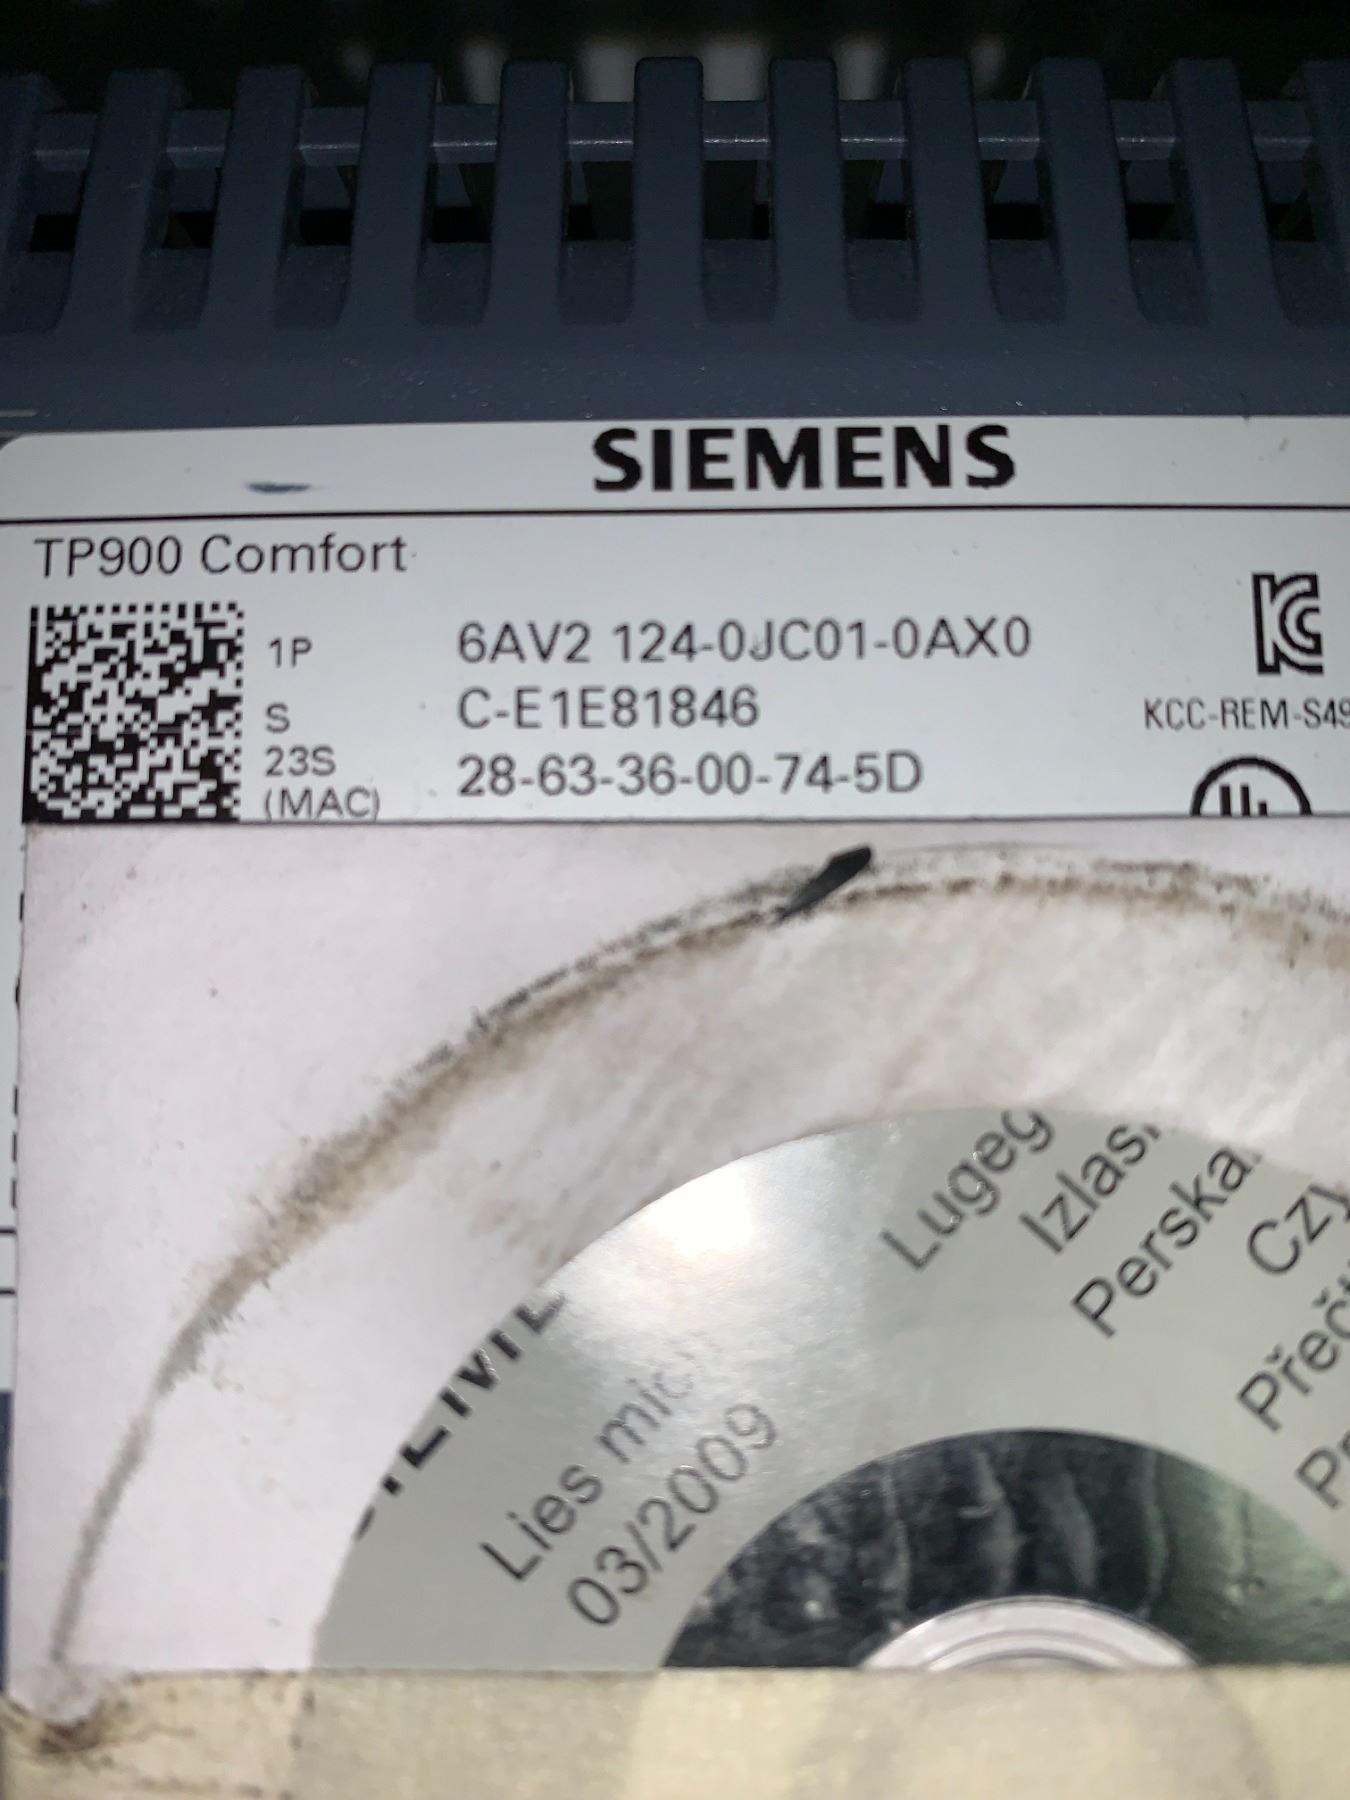 SIEMENS
TP900 Comfort
1P 6AV2 124-0JC01-0AX0
S C-E1E81846
23S 28-63-36-00-74-5D
(MAC)
KCC-REM-S49
Lugeg
Izlas
Perska
Czy
Přeč
Lies mic
03/2009